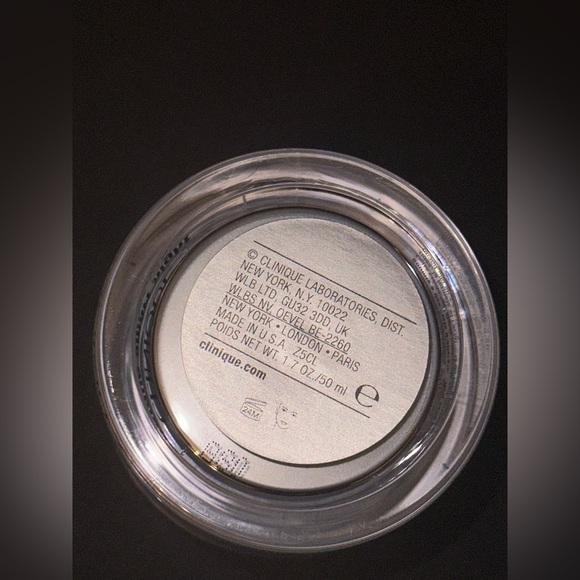 © CLINIQUE LABORATORIES, DIST.
NEW YORK, N.Y. 10022
WLB LTD. GU32 3DD, UK
WLBS NV, OEVEL BE-2260
NEW YORK • LONDON • PARIS
MADE IN U.S.A. Z5CL
POIDS NET WT. 1.7 OZ./50 ml e
clinique.com
24M